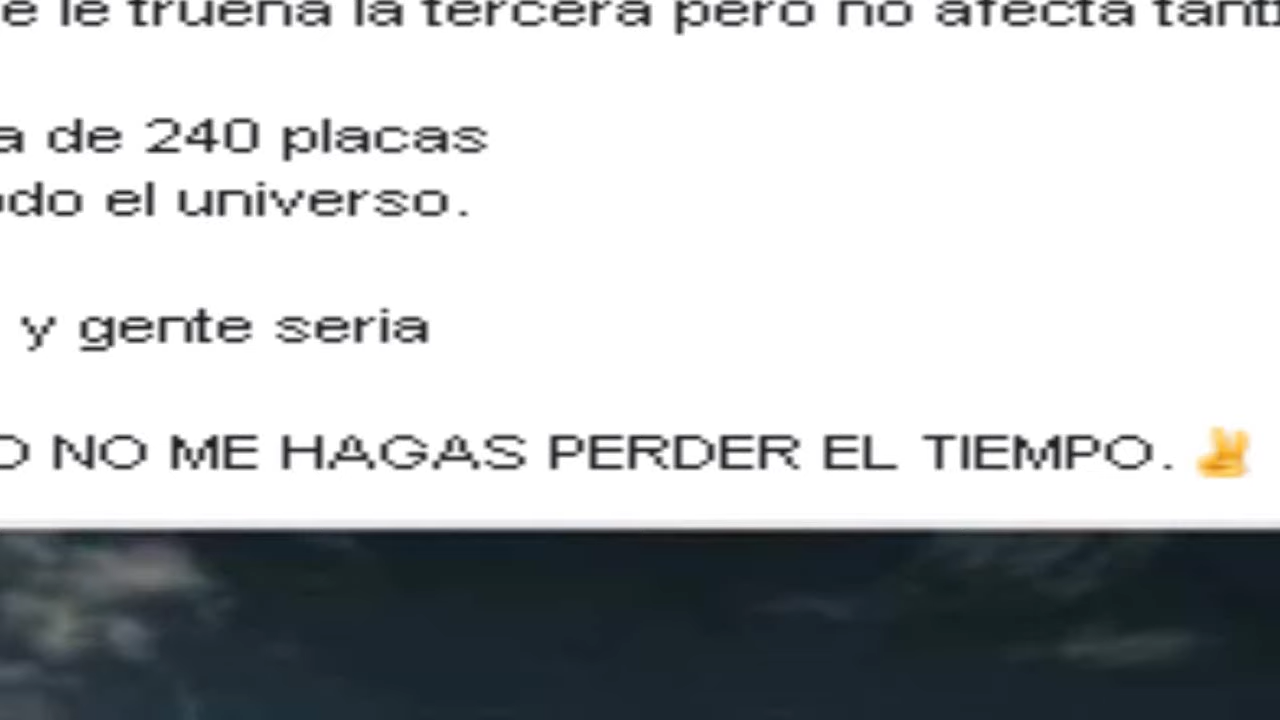 le truena la tercera pero no afecta
a de 240 placas
el universo.
y gente seria
NO ME HAGAS PERDER EL TIEMPO. ✌️